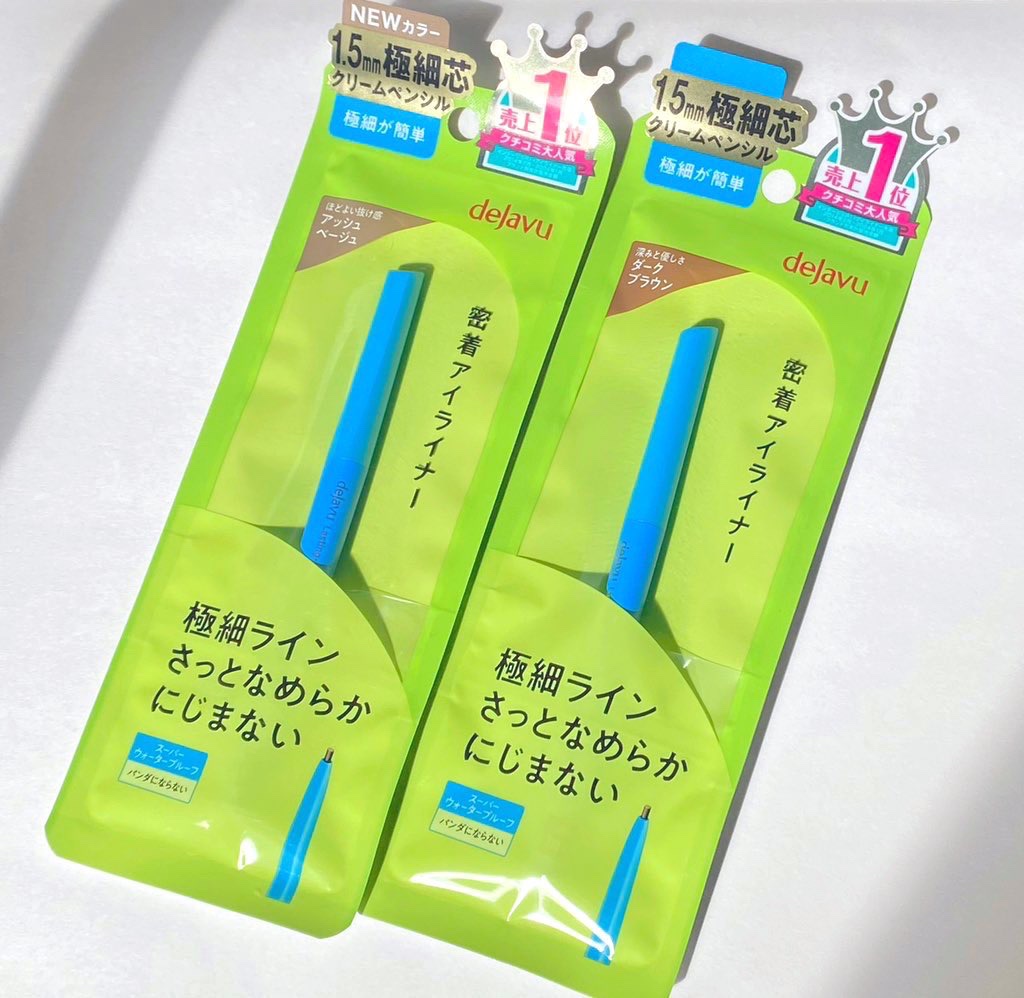 NEWカラー
1.5mm極細芯
クリームペンシル
極細が簡単
売上1位
クチコミ大人気
dejavu
ほどよい抜け感
アッシュ
ベージュ
密着アイライナー
dejavu
極細ライン
さっとなめらか
にじまない
スーパー
ウォータープルーフ
パンダにならない
1.5mm極細芯
クリームペンシル
極細が簡単
売上1位
クチコミ大人気
dejavu
深みと優しさ
ダーク
ブラウン
密着アイライナー
dejavu
極細ライン
さっとなめらか
にじまない
スーパー
ウォータープルーフ
パンダにならない